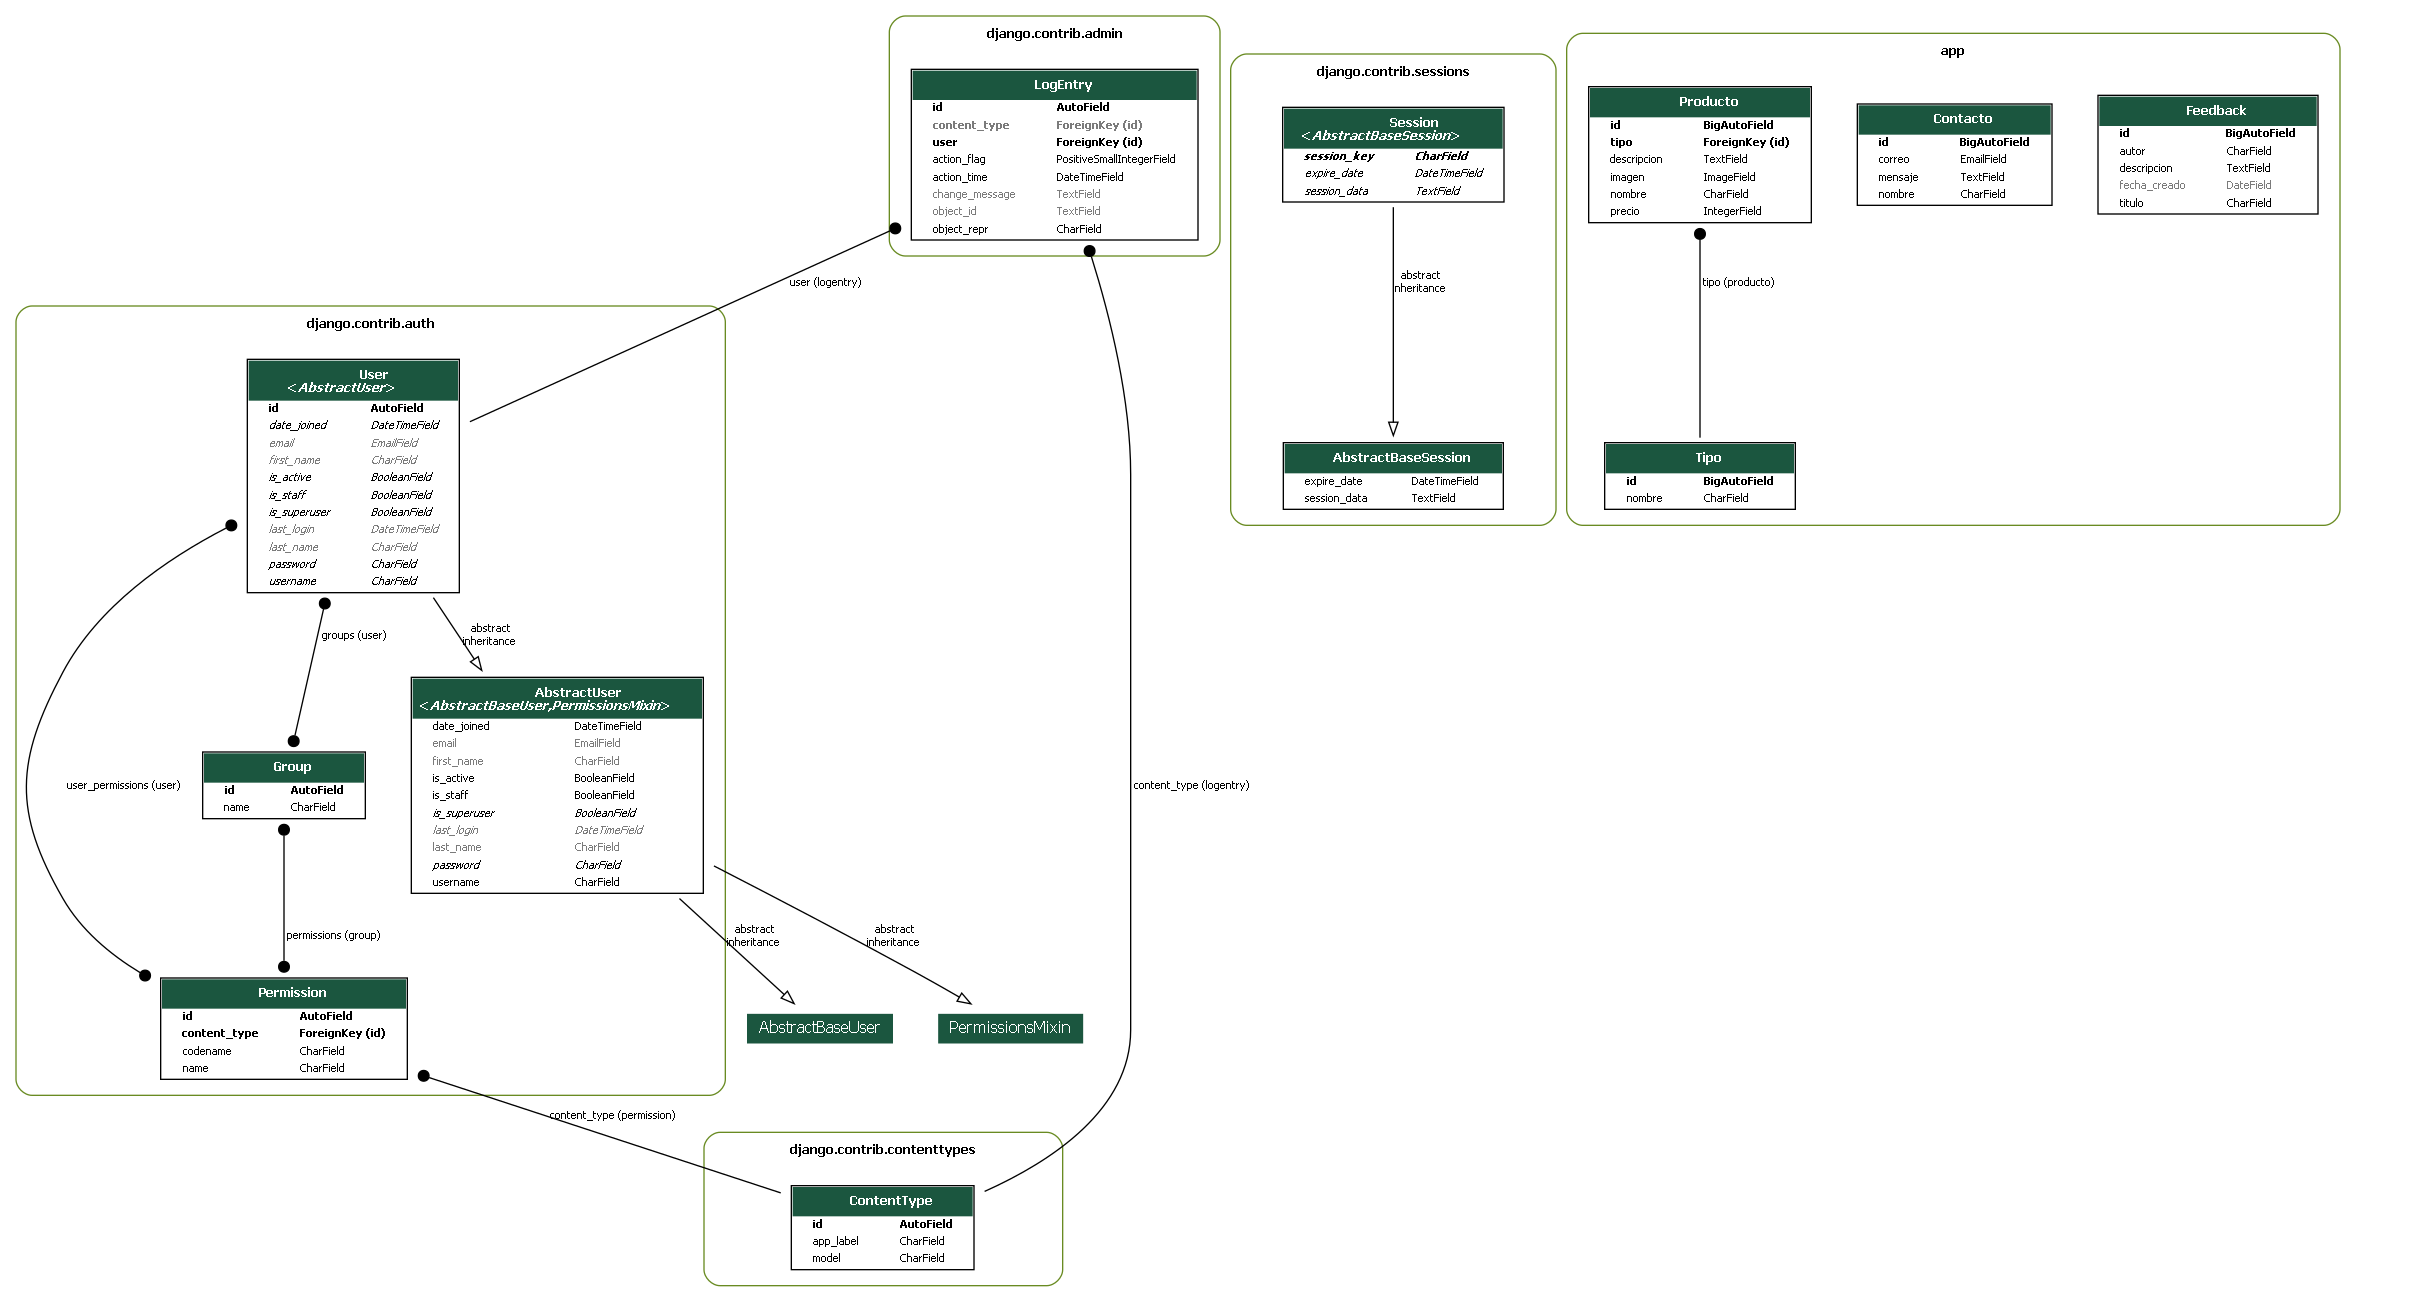 django.contrib.admin
LogEntry
id AutoField
content_type ForeignKey (id)
user ForeignKey (id)
action_flag PositiveSmallIntegerField
action_time DateTimeField
change_message TextField
object_id TextField
object_repr CharField
django.contrib.sessions
Session
<AbstractBaseSession>
session_key CharField
expire_date DateTimeField
session_data TextField
abstract
inheritance
AbstractBaseSession
expire_date DateTimeField
session_data TextField
app
Producto
id BigAutoField
tipo ForeignKey (id)
descripcion TextField
imagen ImageField
nombre CharField
precio IntegerField
Contacto
id BigAutoField
correo EmailField
mensaje TextField
nombre CharField
Feedback
id BigAutoField
autor CharField
descripcion TextField
fecha_creado DateField
titulo CharField
tipo (producto)
Tipo
id BigAutoField
nombre CharField
user (logentry)
django.contrib.auth
User
<AbstractUser>
id AutoField
date_joined DateTimeField
email EmailField
first_name CharField
is_active BooleanField
is_staff BooleanField
is_superuser BooleanField
last_login DateTimeField
last_name CharField
password CharField
username CharField
groups (user)
abstract
inheritance
AbstractUser
<AbstractBaseUser,PermissionsMixin>
date_joined DateTimeField
email EmailField
first_name CharField
is_active BooleanField
is_staff BooleanField
is_superuser BooleanField
last_login DateTimeField
last_name CharField
password CharField
username CharField
user_permissions (user)
Group
id AutoField
name CharField
content_type (logentry)
permissions (group)
abstract
inheritance
abstract
inheritance
Permission
id AutoField
content_type ForeignKey (id)
codename CharField
name CharField
AbstractBaseUser
PermissionsMixin
content_type (permission)
django.contrib.contenttypes
ContentType
id AutoField
app_label CharField
model CharField